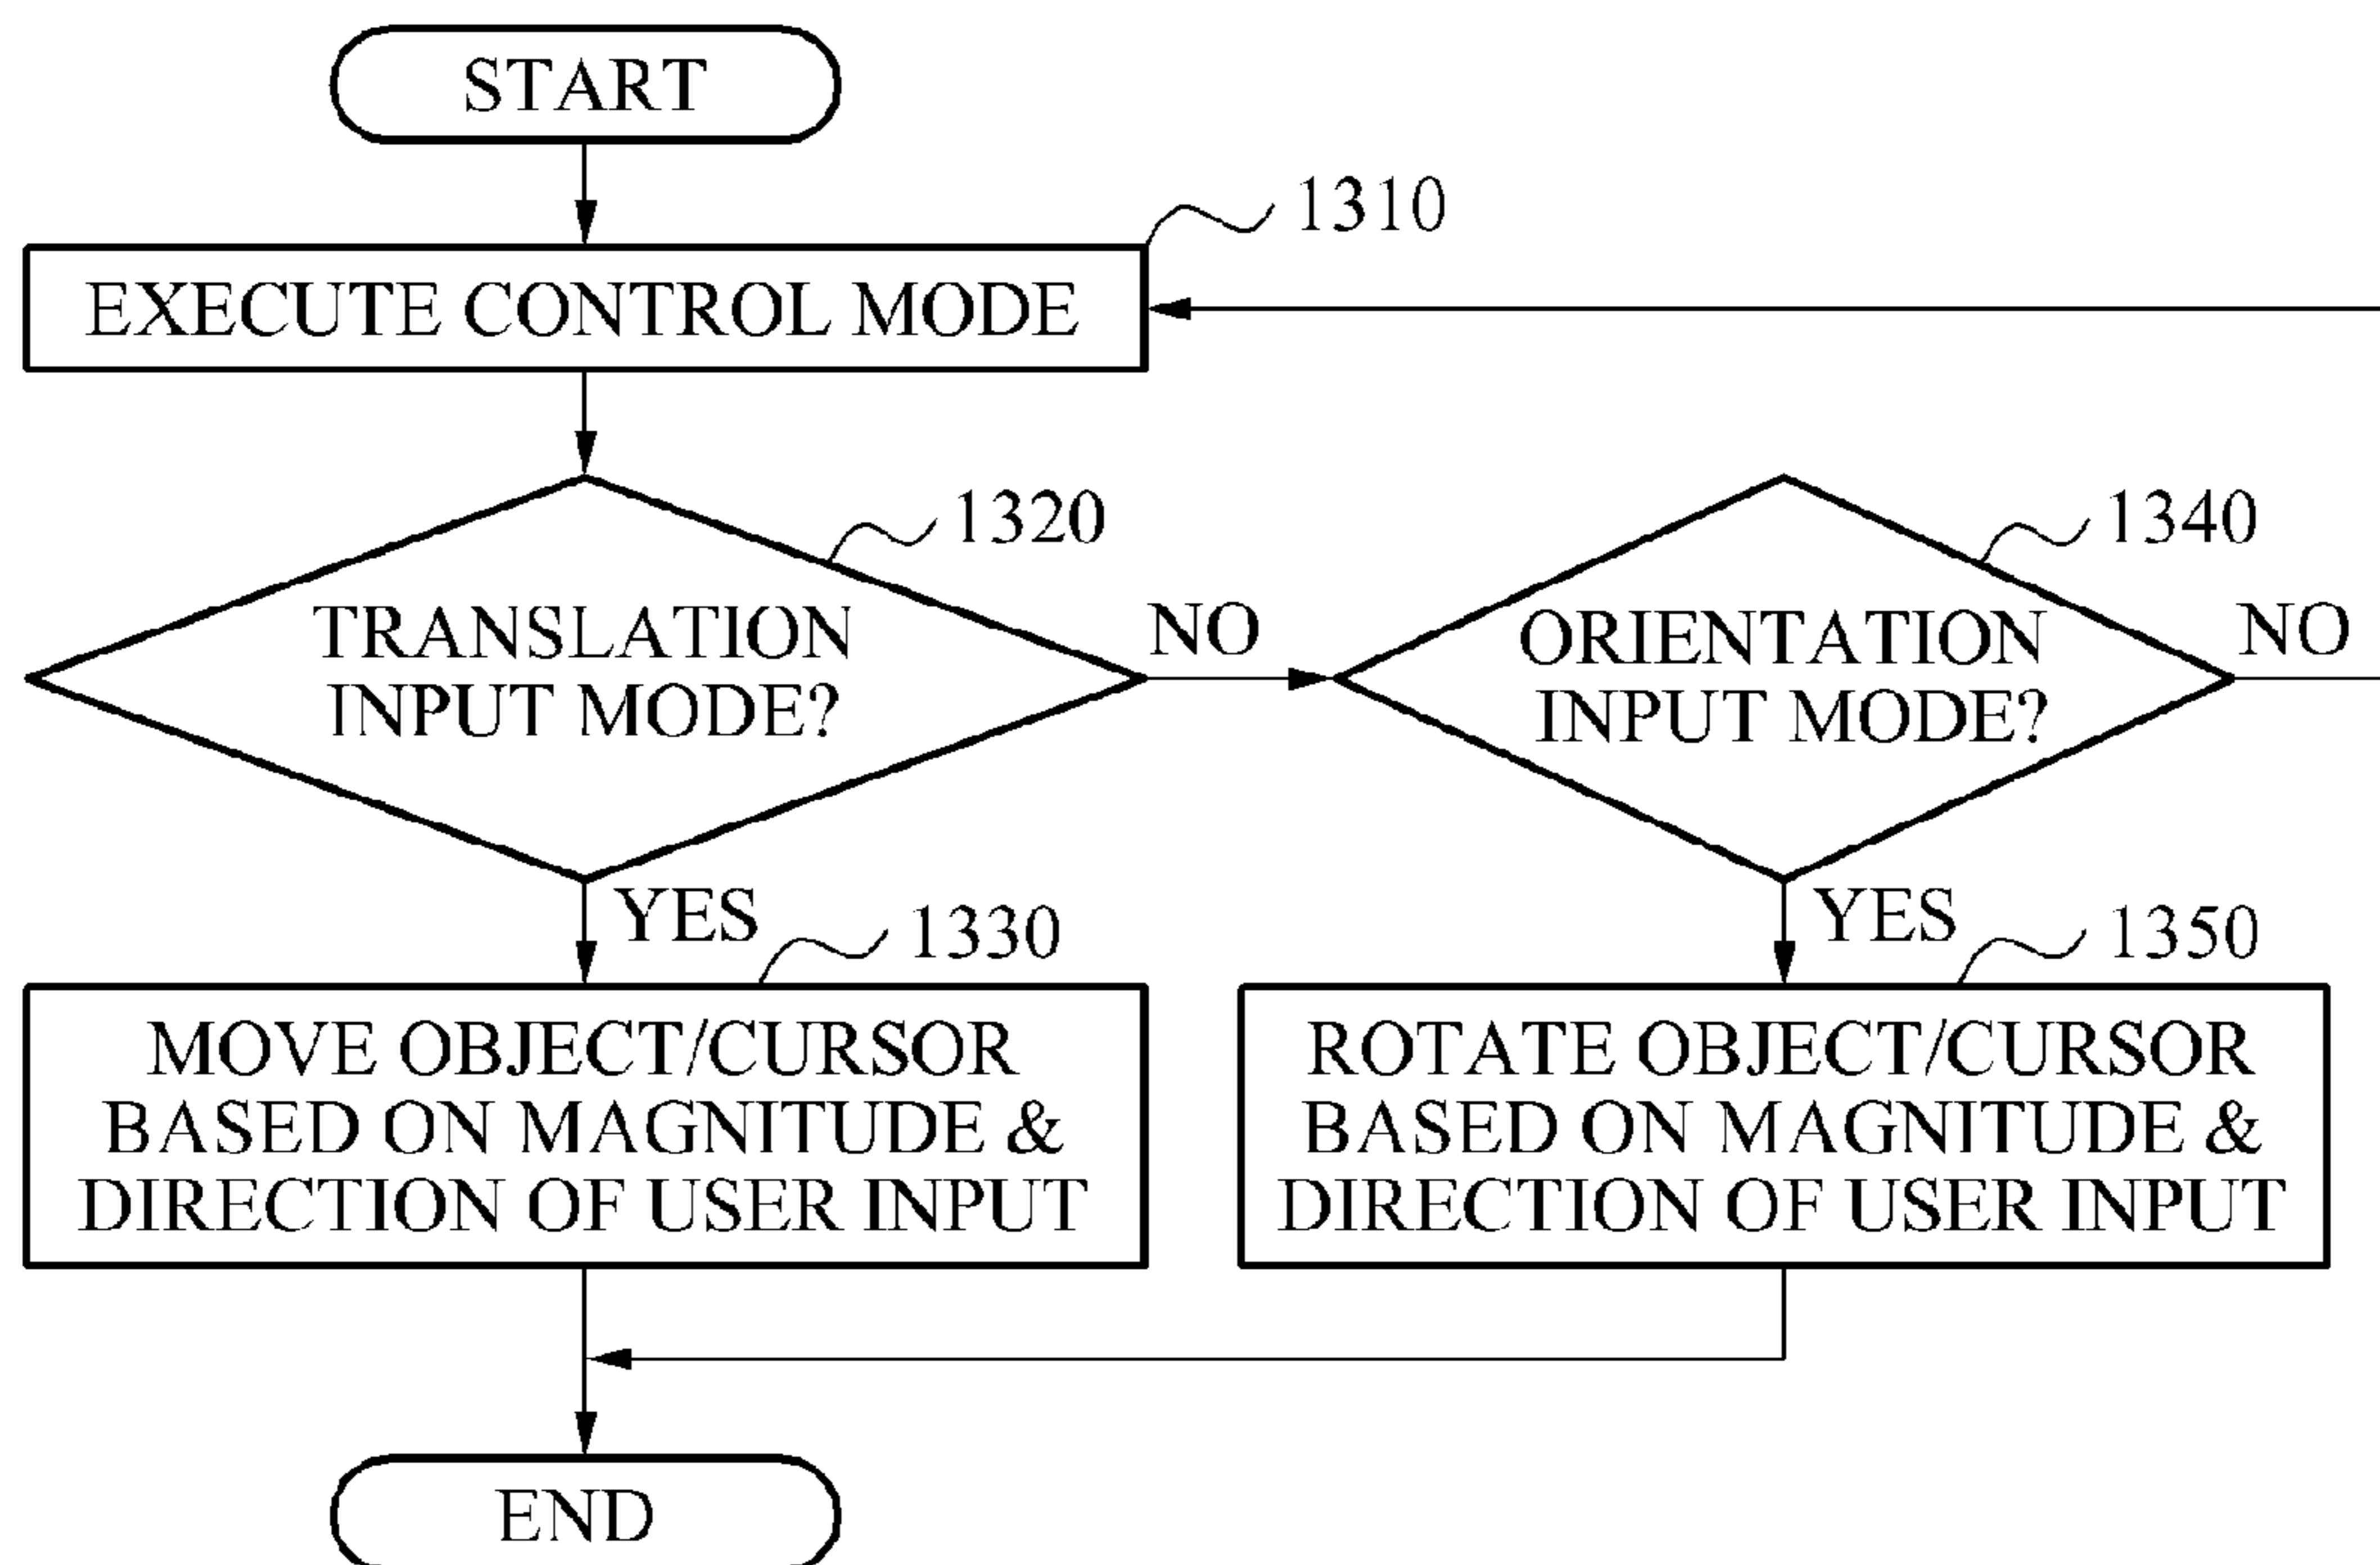 START
1310
EXECUTE CONTROL MODE
1320
TRANSLATION
INPUT MODE?
NO
1340
ORIENTATION
INPUT MODE?
NO
YES
1330
MOVE OBJECT/CURSOR
BASED ON MAGNITUDE &
DIRECTION OF USER INPUT
YES
1350
ROTATE OBJECT/CURSOR
BASED ON MAGNITUDE &
DIRECTION OF USER INPUT
END